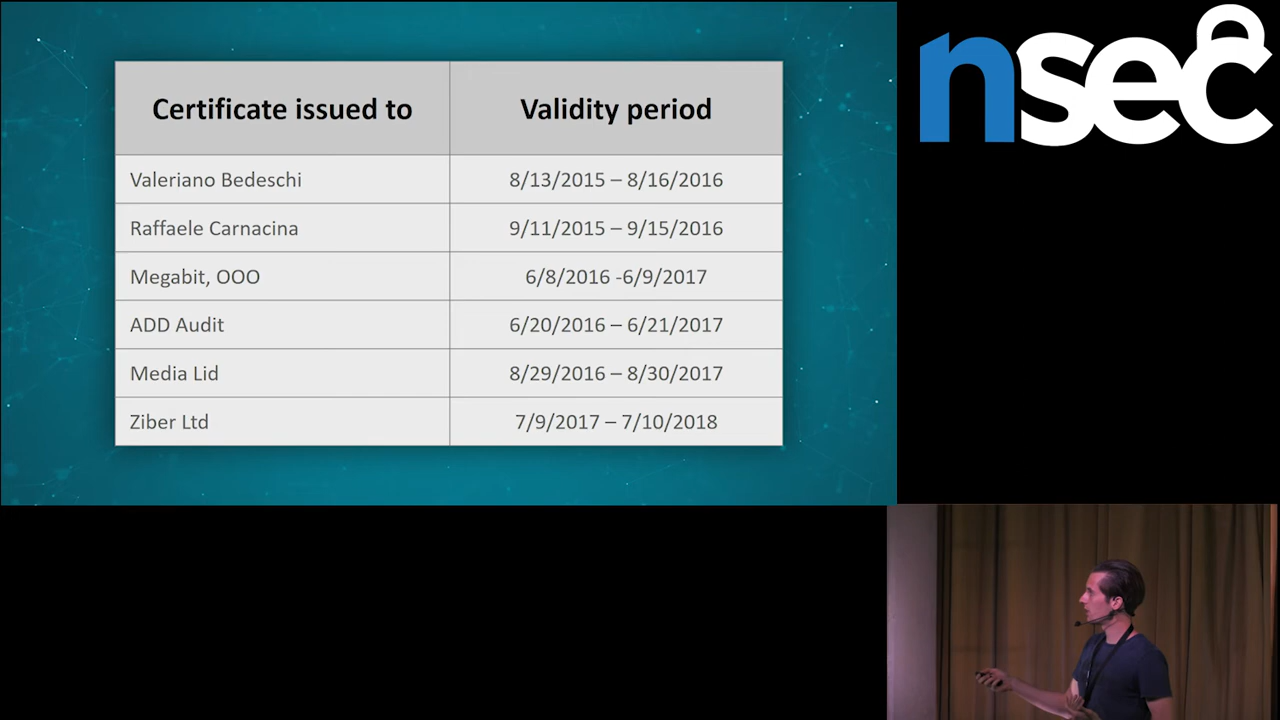 Certificate issued to Validity period
Valeriano Bedeschi 8/13/2015 – 8/16/2016
Raffaele Carnacina 9/11/2015 – 9/15/2016
Megabit, OOO 6/8/2016 -6/9/2017
ADD Audit 6/20/2016 – 6/21/2017
Media Lid 8/29/2016 – 8/30/2017
Ziber Ltd 7/9/2017 – 7/10/2018
nsec